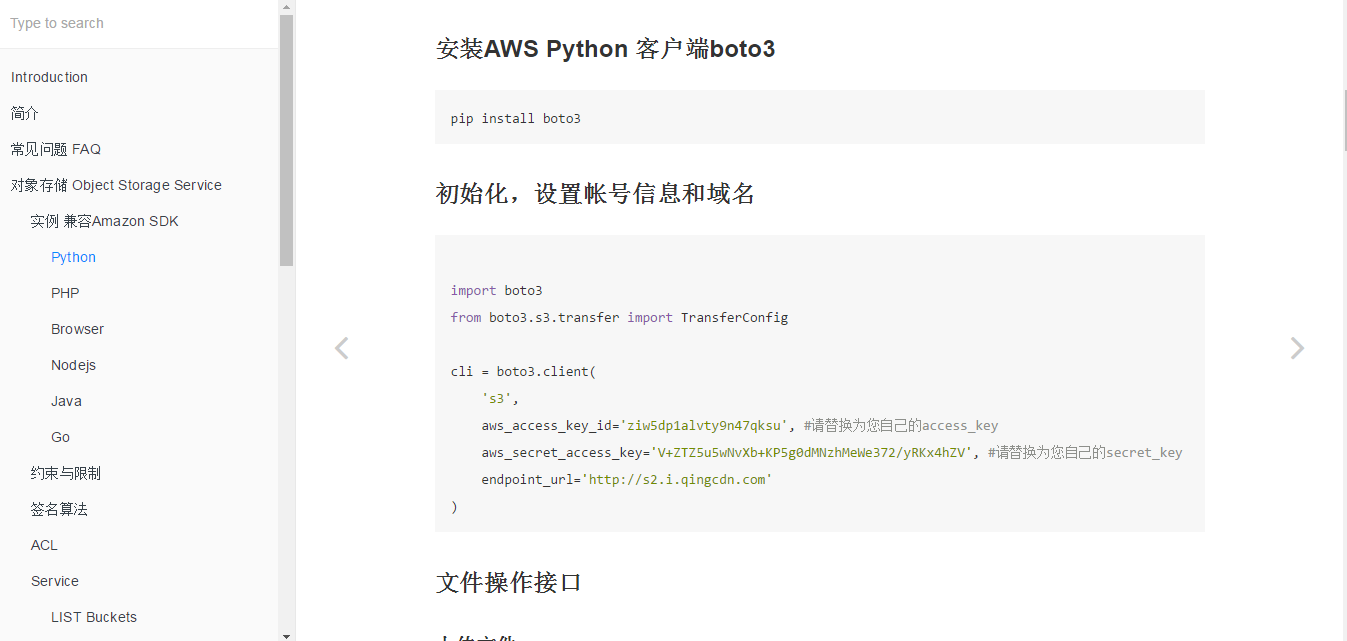 Type to search
Introduction
简介
常见问题 FAQ
对象存储 Object Storage Service
实例 兼容Amazon SDK
Python
PHP
Browser
Nodejs
Java
Go
约束与限制
签名算法
ACL
Service
LIST Buckets
安装AWS Python 客户端boto3
pip install boto3
初始化，设置帐号信息和域名
import boto3
from boto3.s3.transfer import TransferConfig
cli = boto3.client(
's3',
aws_access_key_id='ziw5dp1alvty9n47qksu', #请替换为您自己的access_key
aws_secret_access_key='V+ZTZ5u5wNvXb+KP5g0dMNzhMeWe372/yRKx4hZV', #请替换为您自己的secret_key
endpoint_url='http://s2.i.qingcdn.com'
)
文件操作接口